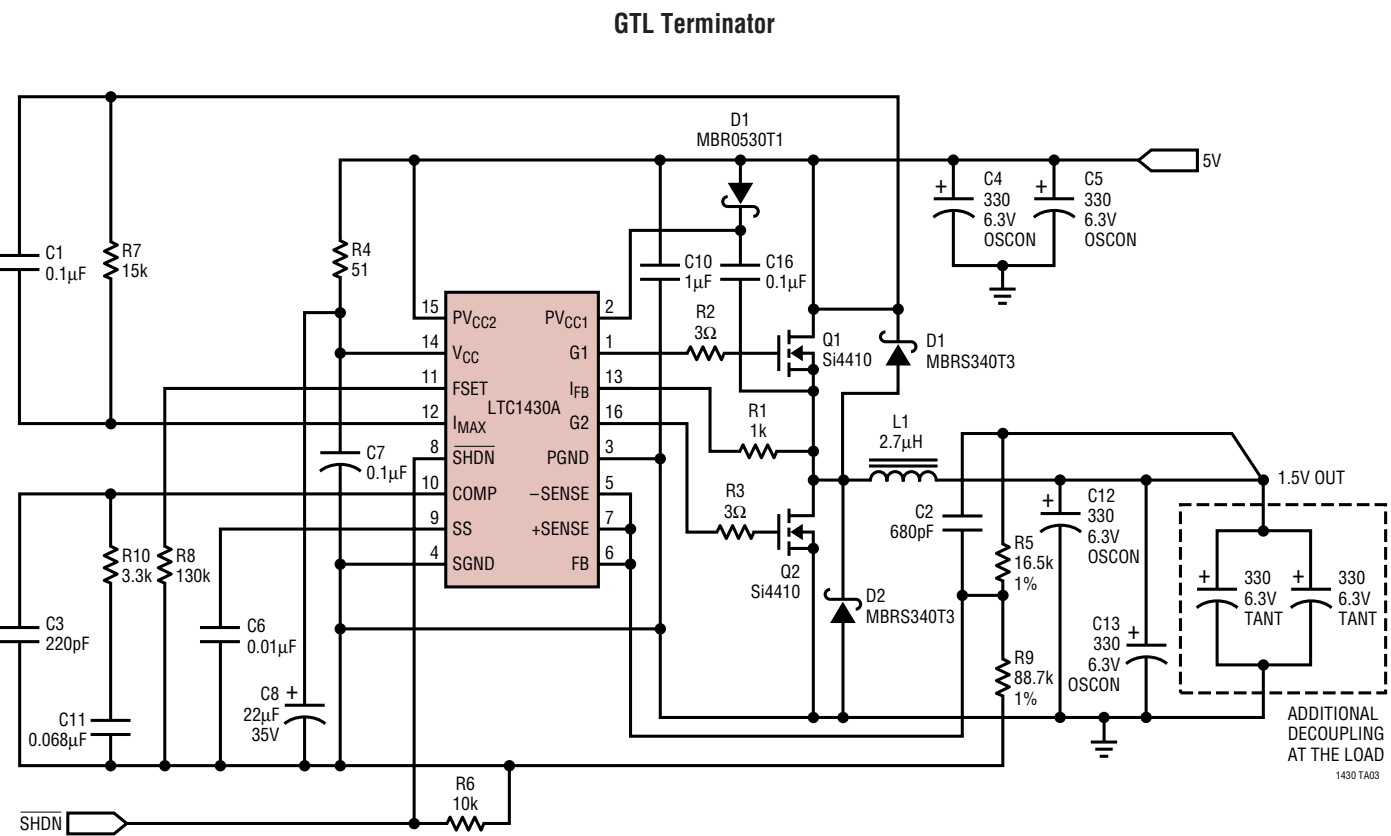 GTL Terminator
D1
MBR0530T1
5V
C4
330
6.3V
OSCON
C5
330
6.3V
OSCON
C1
0.1µF
R7
15k
R4
51
C10
1µF
C16
0.1µF
R2
3Ω
Q1
Si4410
D1
MBRS340T3
15
PVCC2
14
VCC
11
FSET
12
IMAX
8
SHDN
10
COMP
9
SS
4
SGND
LTC1430A
2
PVCC1
1
G1
13
IFB
16
G2
3
PGND
5
–SENSE
7
+SENSE
6
FB
R1
1k
L1
2.7µH
1.5V OUT
C7
0.1µF
R3
3Ω
Q2
Si4410
C2
680pF
R5
16.5k
1%
C12
330
6.3V
OSCON
R10
3.3k
R8
130k
330
6.3V
TANT
330
6.3V
TANT
C3
220pF
C6
0.01µF
D2
MBRS340T3
C13
330
6.3V
OSCON
R9
88.7k
1%
C8
22µF
35V
C11
0.068µF
ADDITIONAL
DECOUPLING
AT THE LOAD
1430 TA03
R6
10k
SHDN